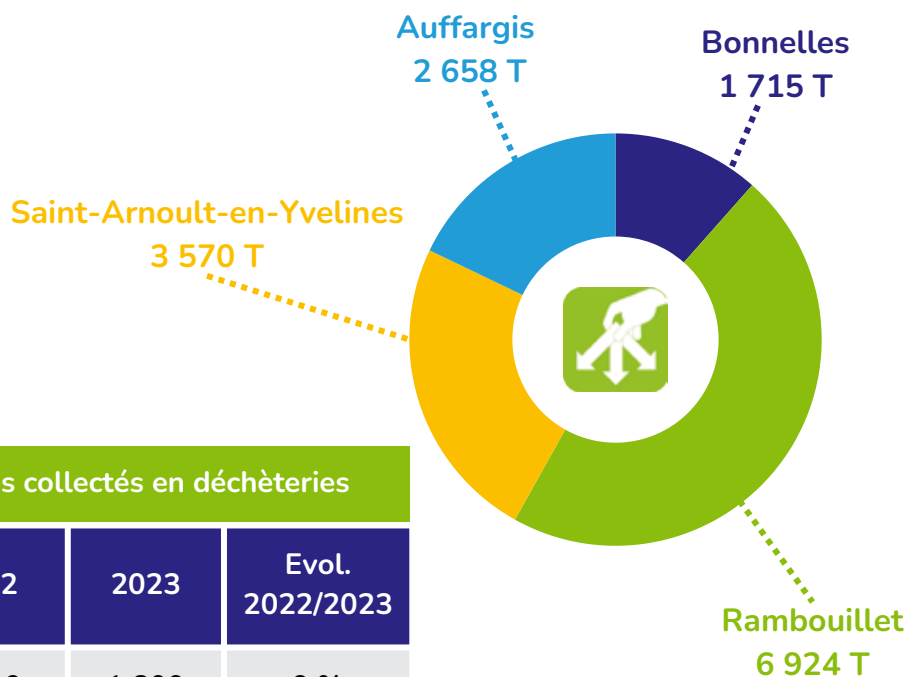 Auffargis
2 658 T
Bonnelles
1 715 T
Saint-Arnoult-en-Yvelines
3 570 T
collectés en déchèteries
2023
Evol.
2022/2023
Rambouillet
6 924 T